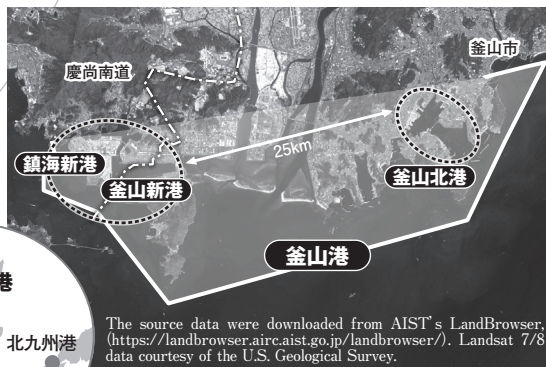 釜山市
慶尚南道
25km
鎮海新港
釜山新港
釜山北港
釜山港
港
北九州港
The source data were downloaded from AIST's LandBrowser,
(https://landbrowser.airc.aist.go.jp/landbrowser/). Landsat 7/8
data courtesy of the U.S. Geological Survey.